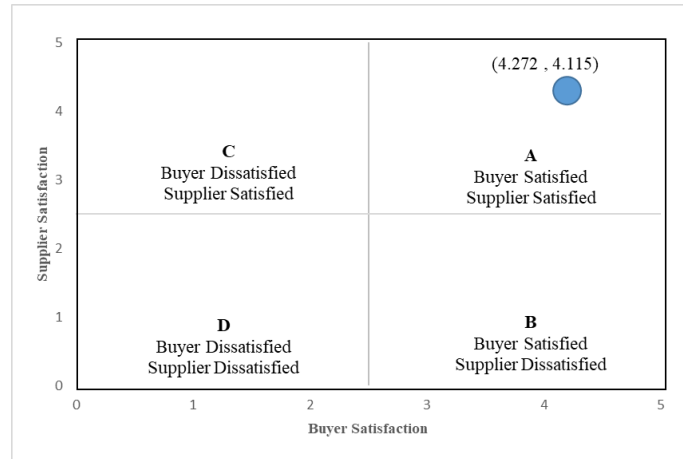 5
(4.272 , 4.115)
4
C
Buyer Dissatisfied
Supplier Satisfied
A
Buyer Satisfied
Supplier Satisfied
3
Supplier Satisfaction
2
1
D
Buyer Dissatisfied
Supplier Dissatisfied
B
Buyer Satisfied
Supplier Dissatisfied
0
0 1 2 3 4 5
Buyer Satisfaction